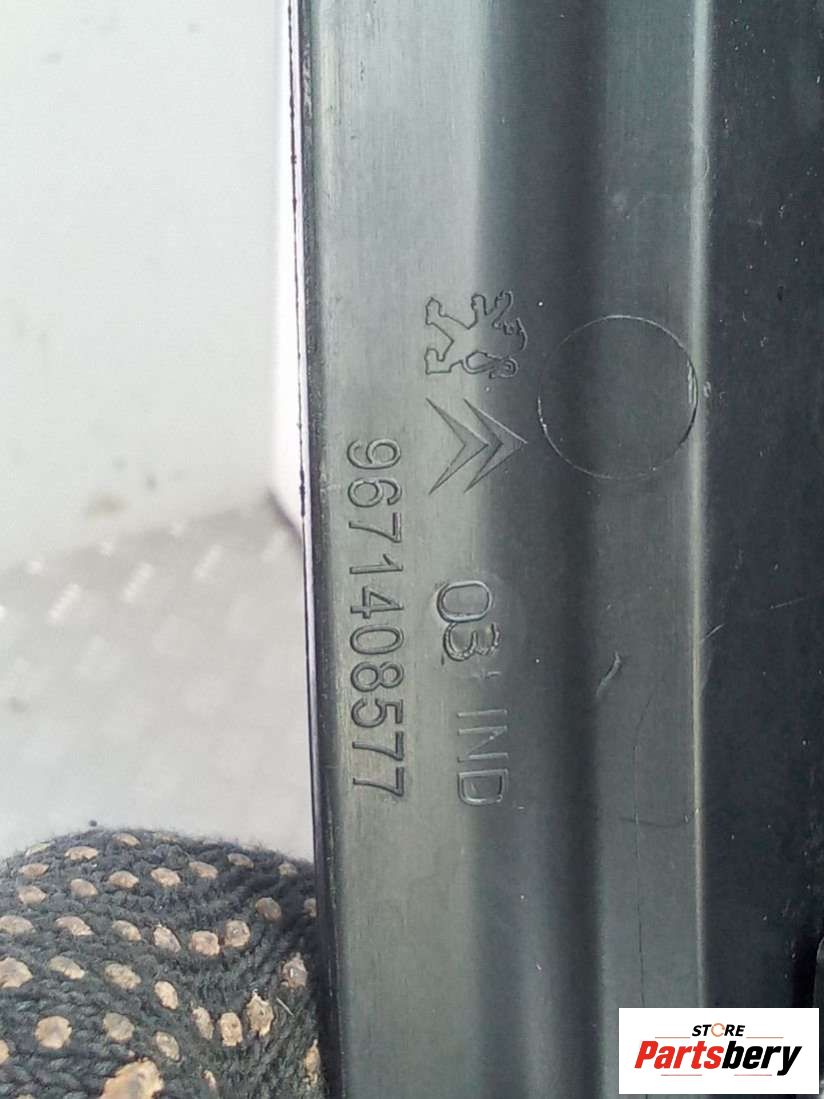 9671408577
03 IND
STORE
Partsbery